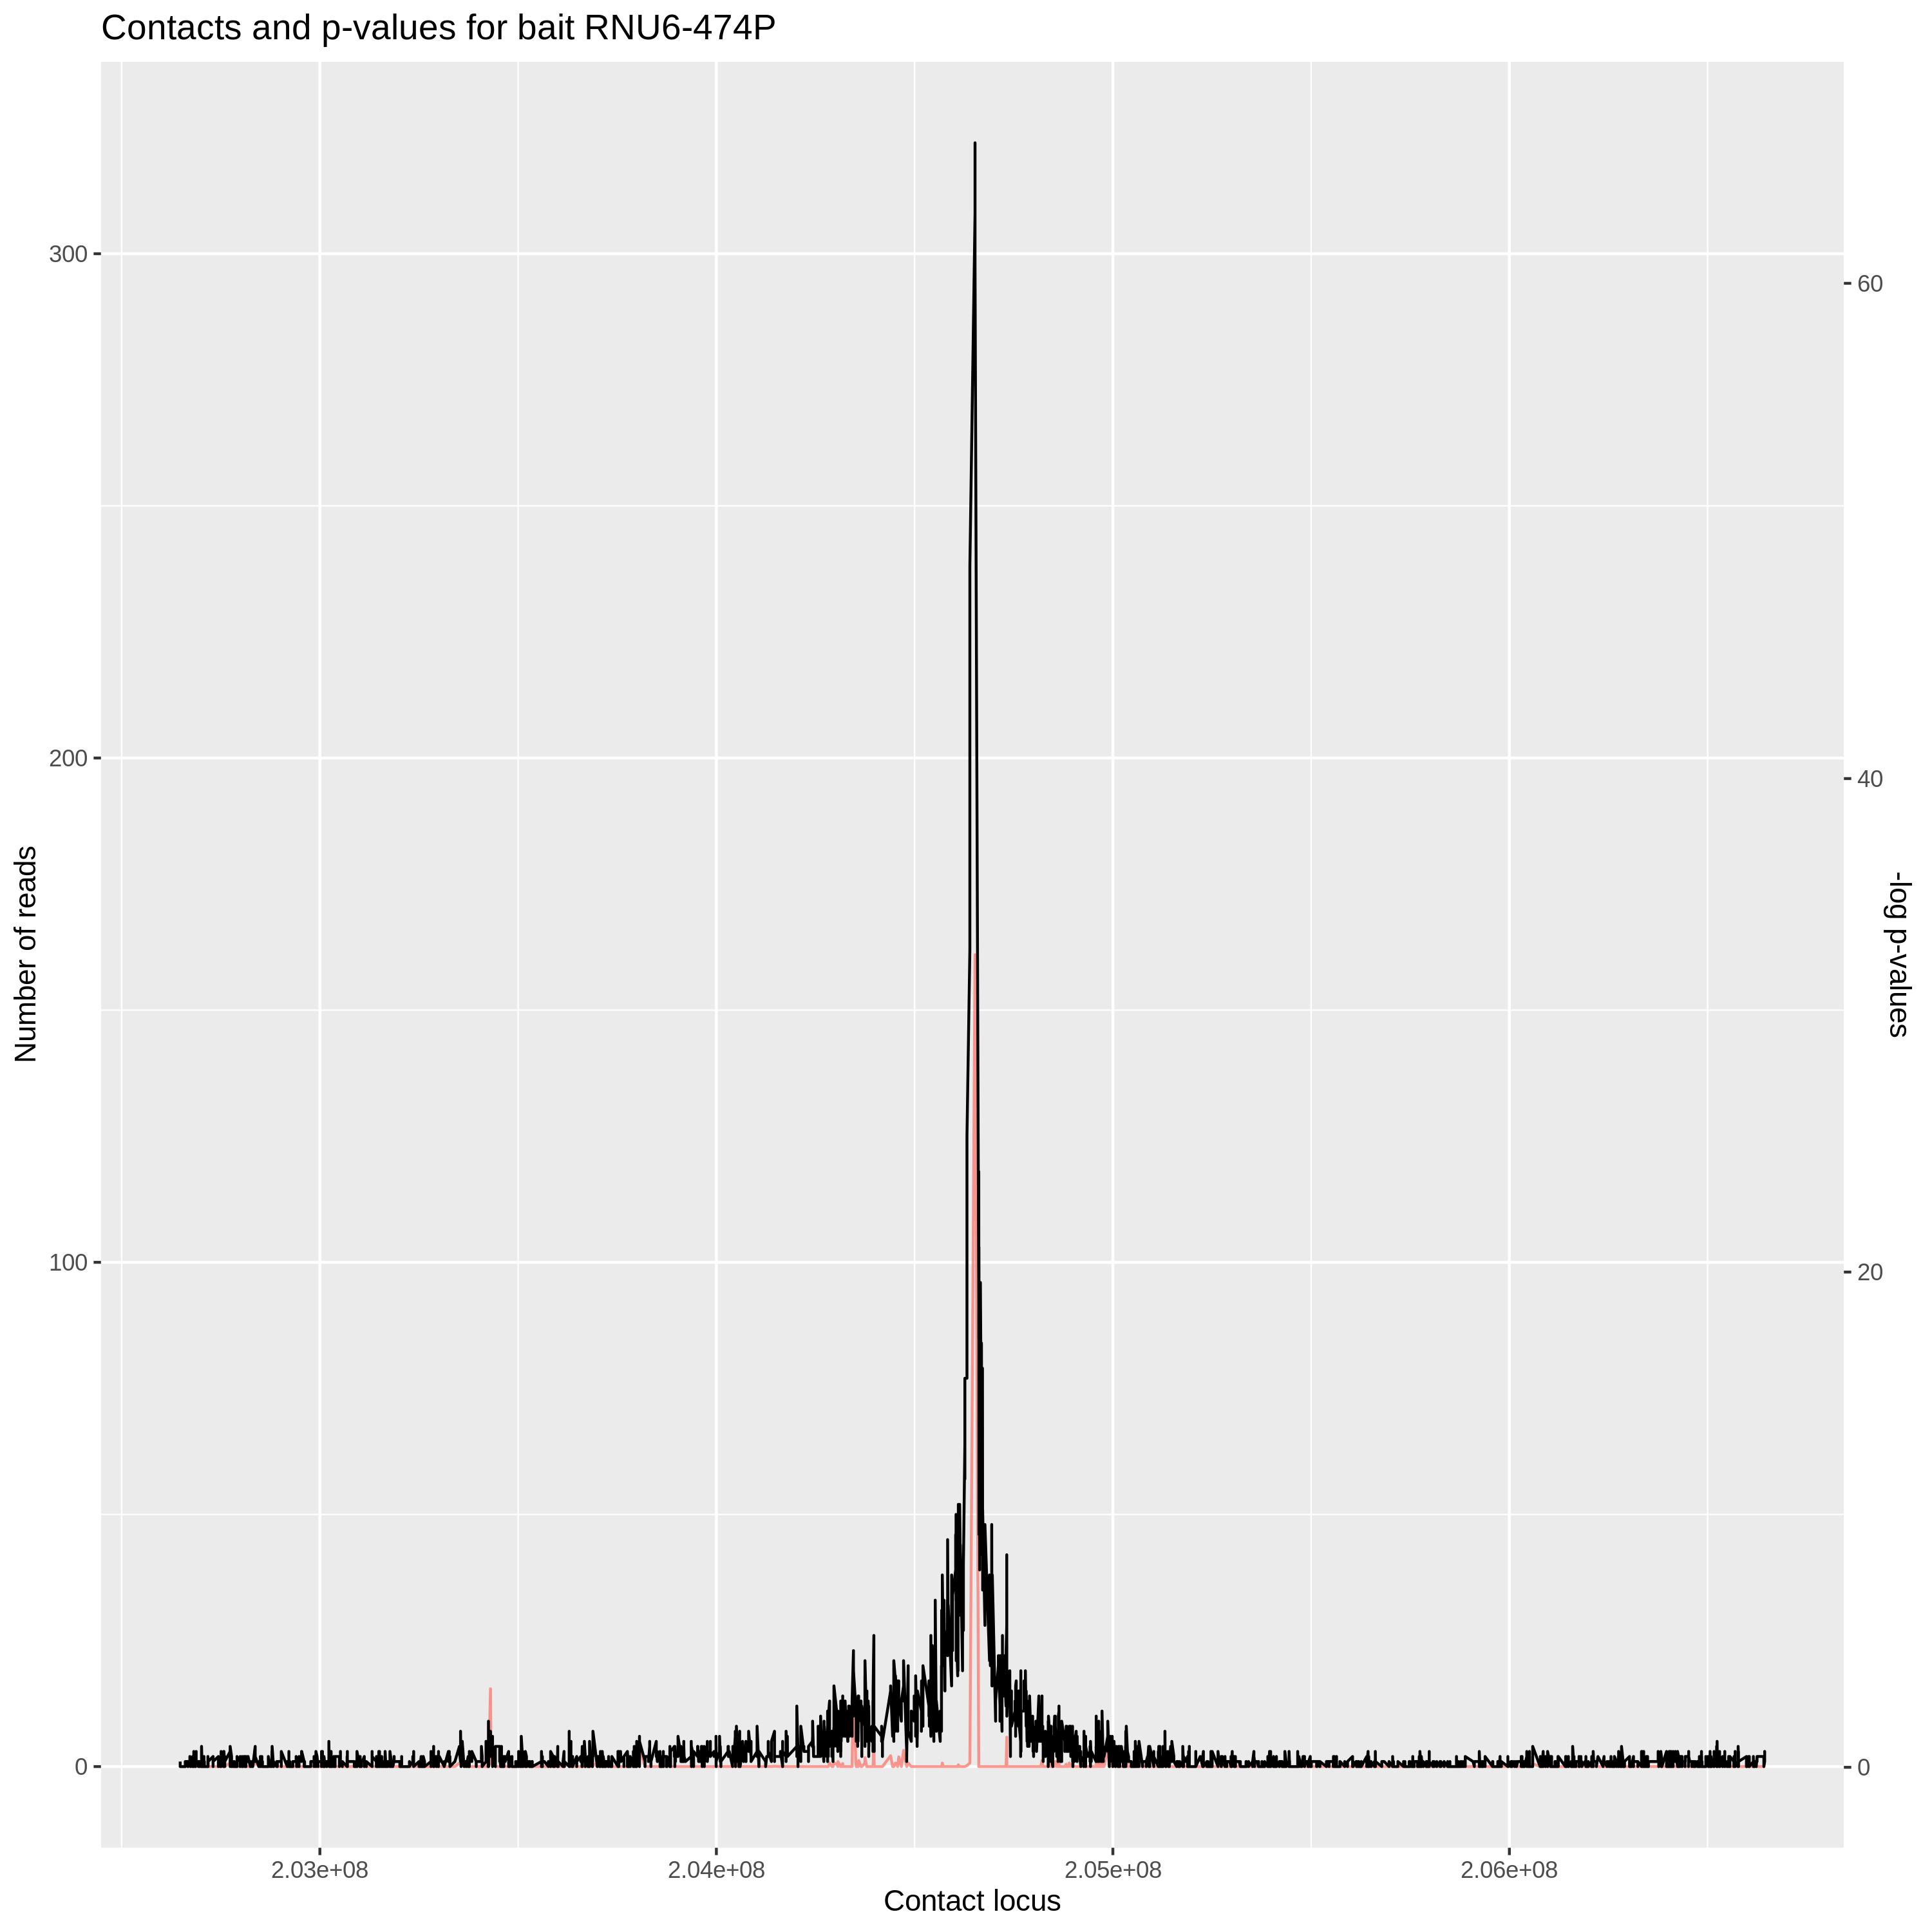 Contacts and p-values for bait RNU6-474P
300
200
100
0
Number of reads
60
40
20
0
-log p-values
2.03e+08
2.04e+08
2.05e+08
2.06e+08
Contact locus